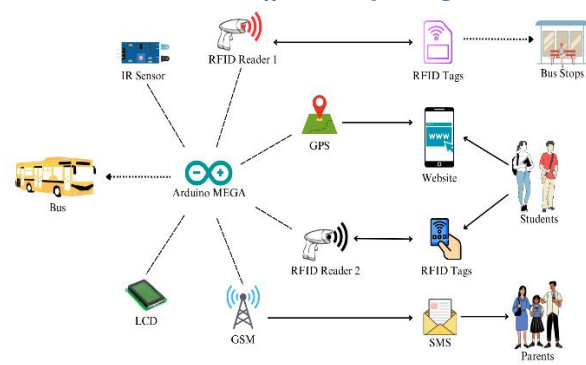 IR Sensor
RFID Reader 1
RFID Tags
Bus Stops
GPS
WWW
Website
Bus
Arduino MEGA
Students
RFID Reader 2
RFID Tags
LCD
GSM
SMS
Parents